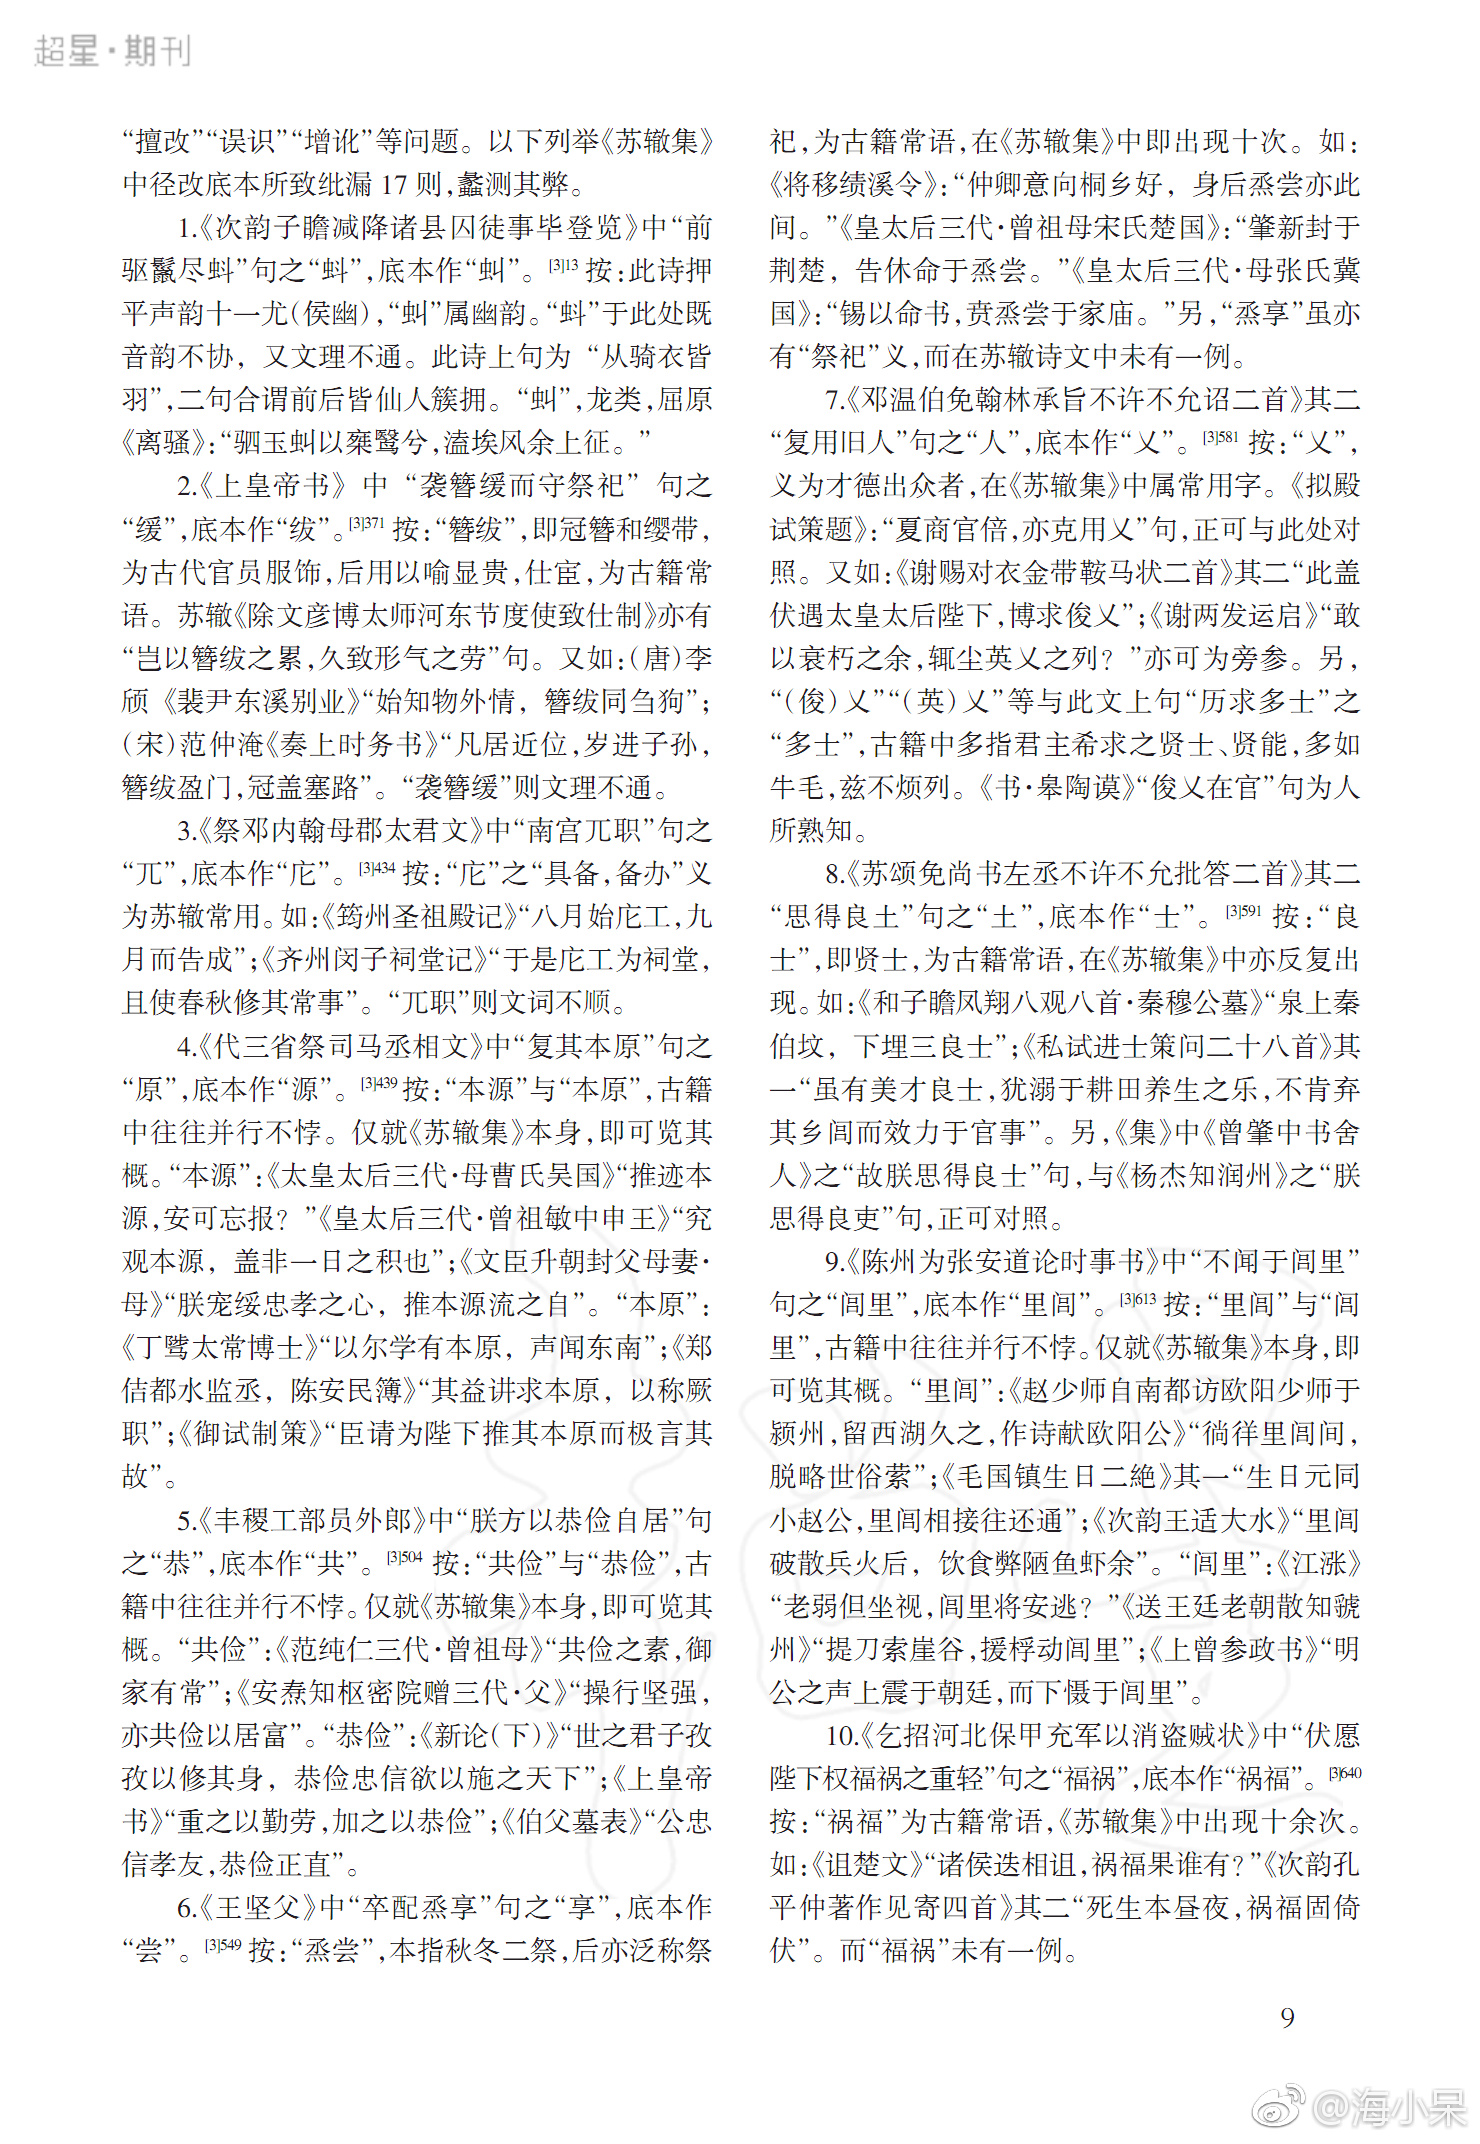 超星·期刊
“擅改”“误识”“增讹”等问题。以下列举《苏辙集》
中径改底本所致纰漏 17 则,蠡测其弊。
1.《次韵子瞻减降诸县囚徒事毕登览》中“前
驱鬣尽蚪”句之“蚪”,底本作“虯”。[3]13 按:此诗押
平声韵十一尤(侯幽),“虯”属幽韵。“蚪”于此处既
音韵不协，又文理不通。此诗上句为“从骑衣皆
羽”,二句合谓前后皆仙人簇拥。“虯”,龙类,屈原
《离骚》:“驷玉虯以椉鹥兮,溘埃风余上征。”
2.《上皇帝书》中“袭簪缓而守祭祀”句之
“缓”,底本作“绂”。[3]371 按:“簪绂”,即冠簪和缨带,
为古代官员服饰,后用以喻显贵,仕宦,为古籍常
语。苏辙《除文彦博太师河东节度使致仕制》亦有
“岂以簪绂之累,久致形气之劳”句。又如:(唐)李
颀《裴尹东溪别业》“始知物外情，簪绂同刍狗”;
(宋)范仲淹《奏上时务书》“凡居近位,岁进子孙,
簪绂盈门,冠盖塞路”。“袭簪缓”则文理不通。
3.《祭邓内翰母郡太君文》中“南宫兀职”句之
“兀”,底本作“庀”。[3]434 按:“庀”之“具备,备办”义
为苏辙常用。如:《筠州圣祖殿记》“八月始庀工,九
月而告成”;《齐州闵子祠堂记》“于是庀工为祠堂,
且使春秋修其常事”。“兀职”则文词不顺。
4.《代三省祭司马丞相文》中“复其本原”句之
“原”,底本作“源”。[3]439 按:“本源”与“本原”,古籍
中往往并行不悖。仅就《苏辙集》本身,即可览其
概。“本源”:《太皇太后三代·母曹氏吴国》“推迹本
源,安可忘报？”《皇太后三代·曾祖敏中申王》“究
观本源，盖非一日之积也”;《文臣升朝封父母妻·
母》“朕宠绥忠孝之心，推本源流之自”。“本原”:
《丁骘太常博士》“以尔学有本原，声闻东南”;《郑
佶都水监丞，陈安民簿》“其益讲求本原，以称厥
职”;《御试制策》“臣请为陛下推其本原而极言其
故”。
5.《丰稷工部员外郎》中“朕方以恭俭自居”句
之“恭”,底本作“共”。[3]504 按:“共俭”与“恭俭”,古
籍中往往并行不悖。仅就《苏辙集》本身,即可览其
概。“共俭”:《范纯仁三代·曾祖母》“共俭之素,御
家有常”;《安焘知枢密院赠三代·父》“操行坚强,
亦共俭以居富”。“恭俭”:《新论(下)》“世之君子孜
孜以修其身，恭俭忠信欲以施之天下”;《上皇帝
书》“重之以勤劳,加之以恭俭”;《伯父墓表》“公忠
信孝友,恭俭正直”。
6.《王坚父》中“卒配烝享”句之“享”,底本作
“尝”。[3]549 按:“烝尝”,本指秋冬二祭,后亦泛称祭
祀,为古籍常语,在《苏辙集》中即出现十次。如:
《将移绩溪令》:“仲卿意向桐乡好，身后烝尝亦此
间。”《皇太后三代·曾祖母宋氏楚国》:“肇新封于
荆楚，告休命于烝尝。”《皇太后三代·母张氏冀
国》:“锡以命书,贲烝尝于家庙。”另,“烝享”虽亦
有“祭祀”义,而在苏辙诗文中未有一例。
7.《邓温伯免翰林承旨不许不允诏二首》其二
“复用旧人”句之“人”,底本作“乂”。[3]581 按:“乂”,
义为才德出众者,在《苏辙集》中属常用字。《拟殿
试策题》:“夏商官倍,亦克用乂”句,正可与此处对
照。又如:《谢赐对衣金带鞍马状二首》其二“此盖
伏遇太皇太后陛下,博求俊乂”;《谢两发运启》“敢
以衰朽之余,辄尘英乂之列？”亦可为旁参。另,
“(俊)乂”“(英)乂”等与此文上句“历求多士”之
“多士”,古籍中多指君主希求之贤士、贤能,多如
牛毛,兹不烦列。《书·皋陶谟》“俊乂在官”句为人
所熟知。
8.《苏颂免尚书左丞不许不允批答二首》其二
“思得良土”句之“土”,底本作“士”。[3]591 按:“良
士”,即贤士,为古籍常语,在《苏辙集》中亦反复出
现。如:《和子瞻凤翔八观八首·秦穆公墓》“泉上秦
伯坟，下埋三良士”;《私试进士策问二十八首》其
一“虽有美才良士,犹溺于耕田养生之乐,不肯弃
其乡闾而效力于官事”。另,《集》中《曾肇中书舍
人》之“故朕思得良士”句,与《杨杰知润州》之“朕
思得良吏”句,正可对照。
9.《陈州为张安道论时事书》中“不闻于闾里”
句之“闾里”,底本作“里闾”。[3]613 按:“里闾”与“闾
里”,古籍中往往并行不悖。仅就《苏辙集》本身,即
可览其概。“里闾”:《赵少师自南都访欧阳少师于
颍州,留西湖久之,作诗献欧阳公》“徜徉里闾间,
脱略世俗萦”;《毛国镇生日二絶》其一“生日元同
小赵公,里闾相接往还通”;《次韵王适大水》“里闾
破散兵火后，饮食弊陋鱼虾余”。“闾里”:《江涨》
“老弱但坐视,闾里将安逃？”《送王廷老朝散知虢
州》“提刀索崖谷,援桴动闾里”;《上曾参政书》“明
公之声上震于朝廷,而下慑于闾里”。
10.《乞招河北保甲充军以消盗贼状》中“伏愿
陛下权福祸之重轻”句之“福祸”,底本作“祸福”。[3]640
按:“祸福”为古籍常语,《苏辙集》中出现十余次。
如:《诅楚文》“诸侯迭相诅,祸福果谁有?”《次韵孔
平仲著作见寄四首》其二“死生本昼夜,祸福固倚
伏”。而“福祸”未有一例。
9
@海小呆